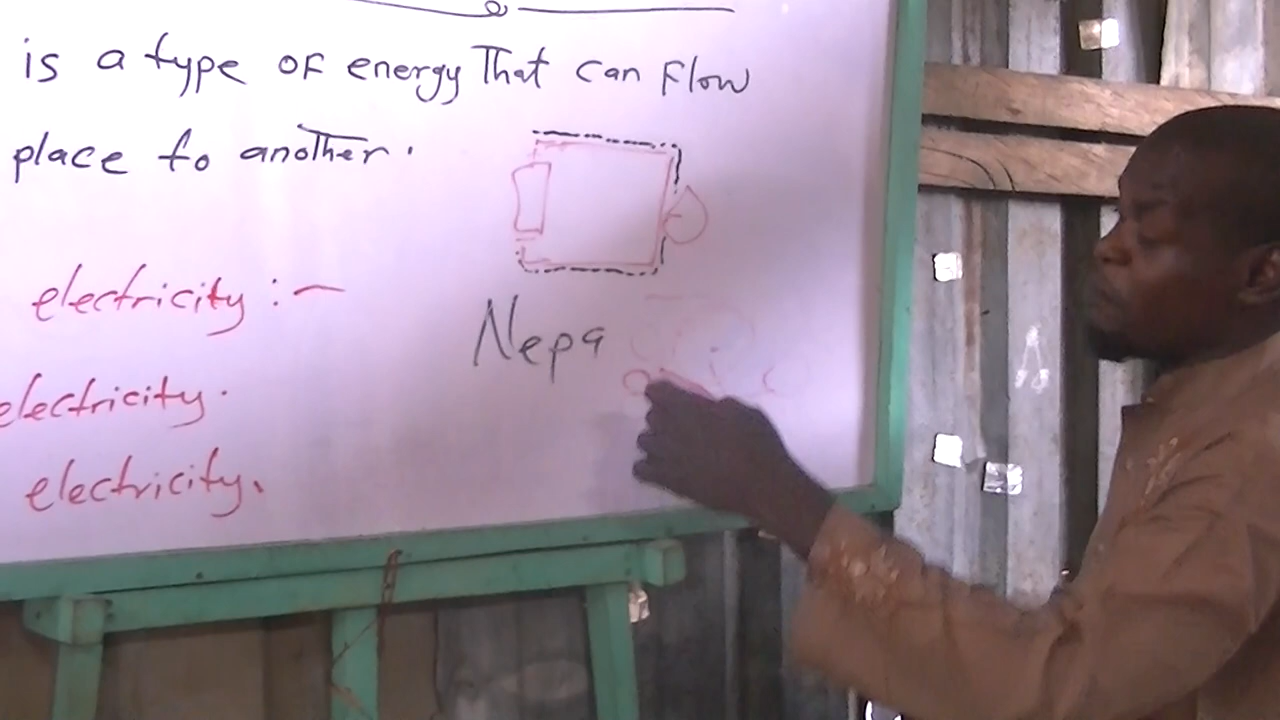 is a type of energy That can Flow
place to another.
electricity :-
Nepa
electricity.
electricity.